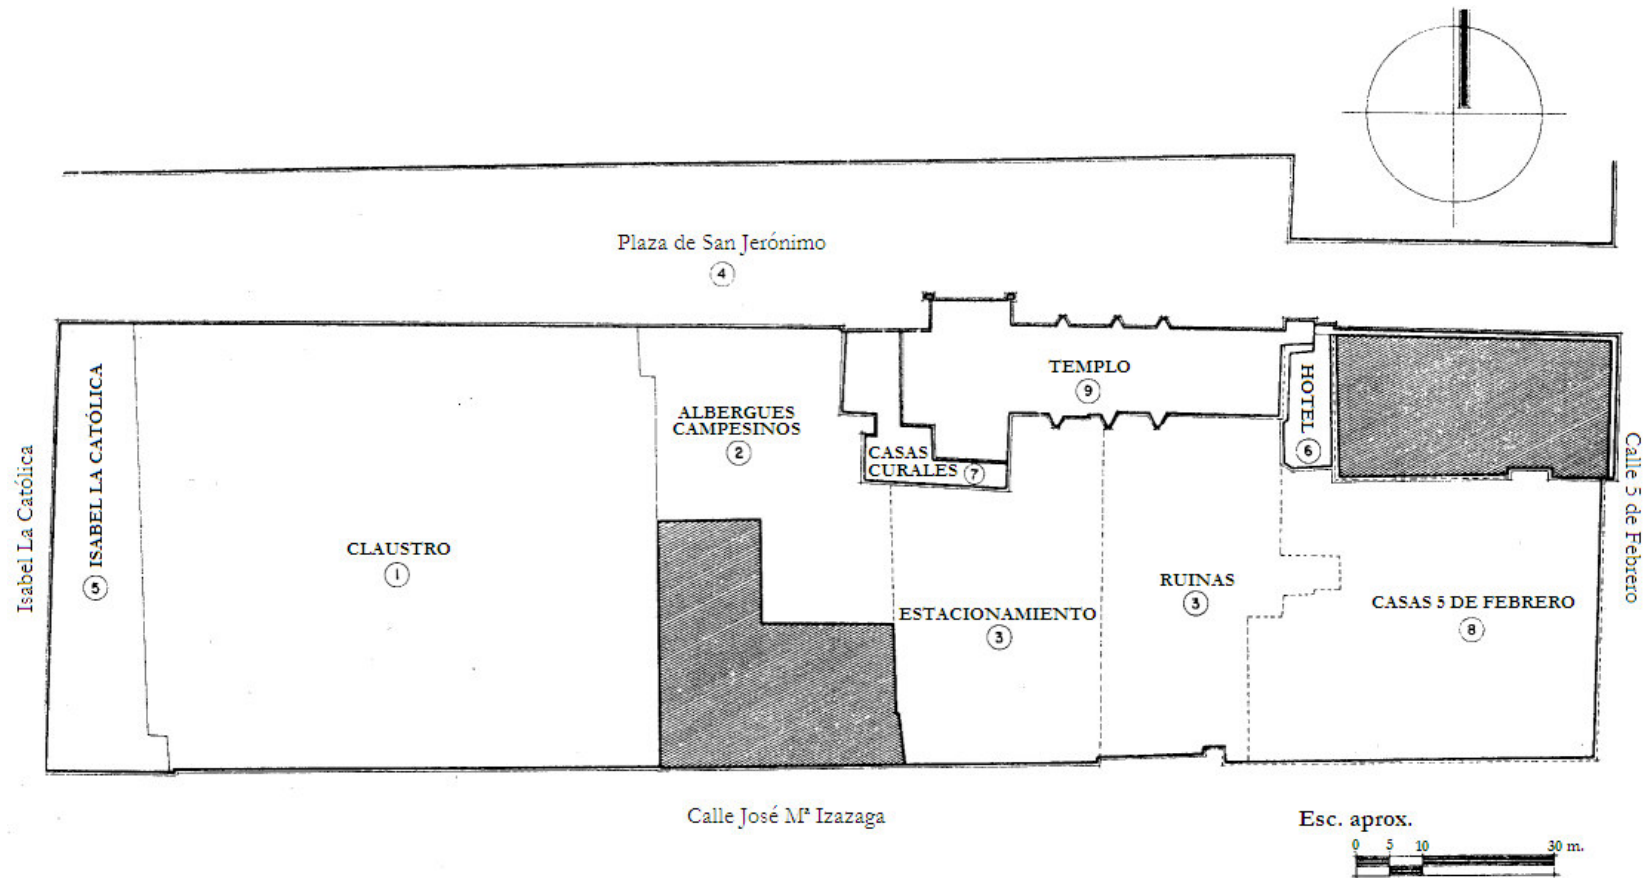 Plaza de San Jerónimo
4
TEMPLO
9
HOTEL
6
ALBERGUES
CAMPESINOS
2
CASAS
CURALES 7
ISABEL LA CATÓLICA
5
Isabel La Católica
CLAUSTRO
1
ESTACIONAMIENTO
3
RUINAS
3
CASAS 5 DE FEBRERO
8
Calle 5 de Febrero
Calle José Mª Izazaga
Esc. aprox.
0 5 10 30 m.